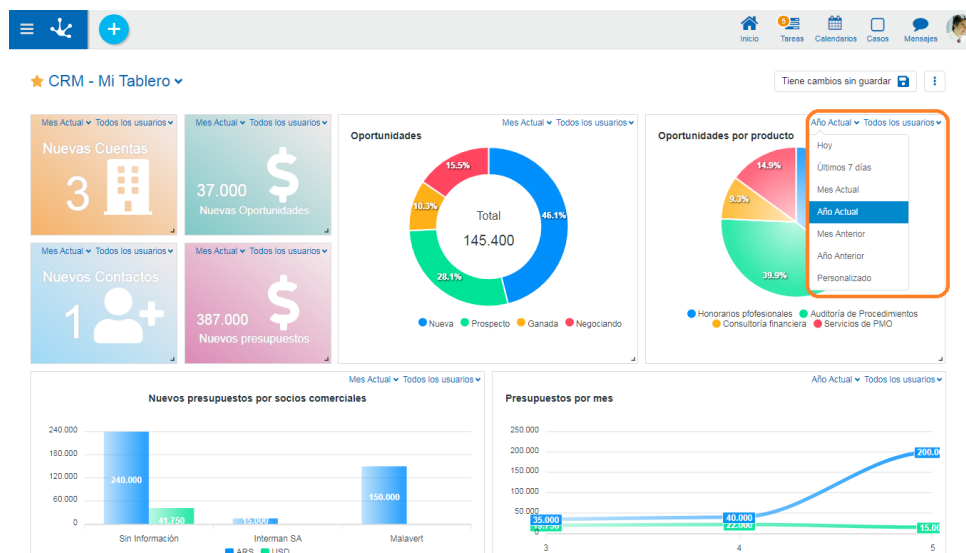 5
Inicio
Tareas
Calendarios
Casos
Mensajes
CRM - Mi Tablero
Tiene cambios sin guardar
Mes Actual Todos los usuarios
Nuevas Cuentas
3
Mes Actual Todos los usuarios
37.000
Nuevas Oportunidades
Mes Actual Todos los usuarios
Nuevos Contactos
1
Mes Actual Todos los usuarios
387.000
Nuevos presupuestos
Mes Actual Todos los usuarios
Oportunidades
15.5%
10.3%
46.1%
28.1%
Total
145.400
Nueva Prospecto Ganada Negociando
Año Actual Todos los usuarios
Oportunidades por producto
14.9%
9.3%
39.9%
Hoy
Últimos 7 días
Mes Actual
Año Actual
Mes Anterior
Año Anterior
Personalizado
Honorarios pfofesionales Auditoría de Procedimientos
Consultoría financiera Servicios de PMO
Mes Actual Todos los usuarios
Nuevos presupuestos por socios comerciales
240.000
180.000
120.000
60.000
0
240.000
41.750
15.000
150.000
Sin Información
Interman SA
Malavert
ARS USD
Año Actual Todos los usuarios
Presupuestos por mes
250.000
200.000
150.000
100.000
50.000
0
35.000
40.000
22.000
3
4
5